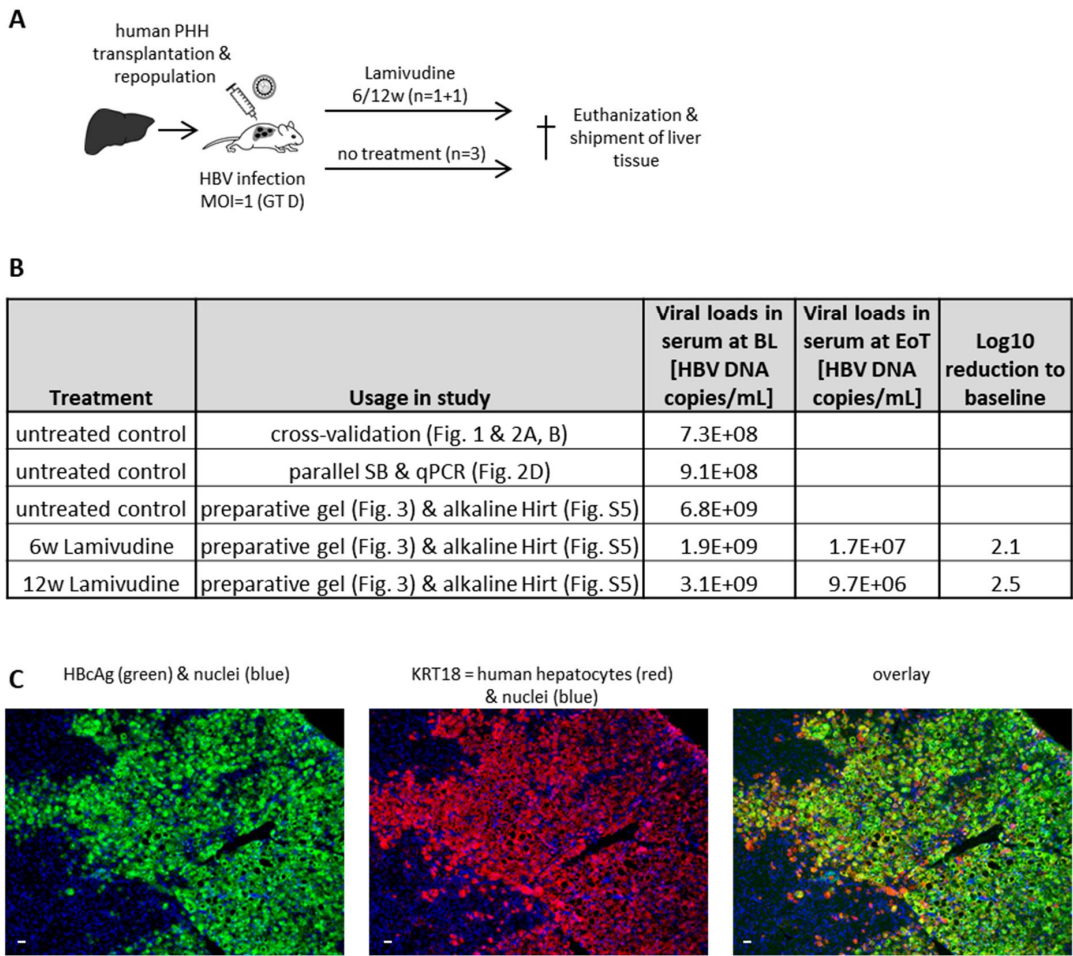 A
human PHH
transplantation &
repopulation
Lamivudine
6/12w (n=1+1)
no treatment (n=3)
HBV infection
MOI=1 (GT D)
Euthanization &
shipment of liver
tissue
B
Treatment
Usage in study
Viral loads in
serum at BL
[HBV DNA
copies/mL]
Viral loads in
serum at EoT
[HBV DNA
copies/mL]
Log10
reduction to
baseline
untreated control cross-validation (Fig. 1 & 2A, B) 7.3E+08
untreated control parallel SB & qPCR (Fig. 2D) 9.1E+08
untreated control preparative gel (Fig. 3) & alkaline Hirt (Fig. S5) 6.8E+09
6w Lamivudine preparative gel (Fig. 3) & alkaline Hirt (Fig. S5) 1.9E+09 1.7E+07 2.1
12w Lamivudine preparative gel (Fig. 3) & alkaline Hirt (Fig. S5) 3.1E+09 9.7E+06 2.5
C
HBcAg (green) & nuclei (blue)
KRT18 = human hepatocytes (red)
& nuclei (blue)
overlay